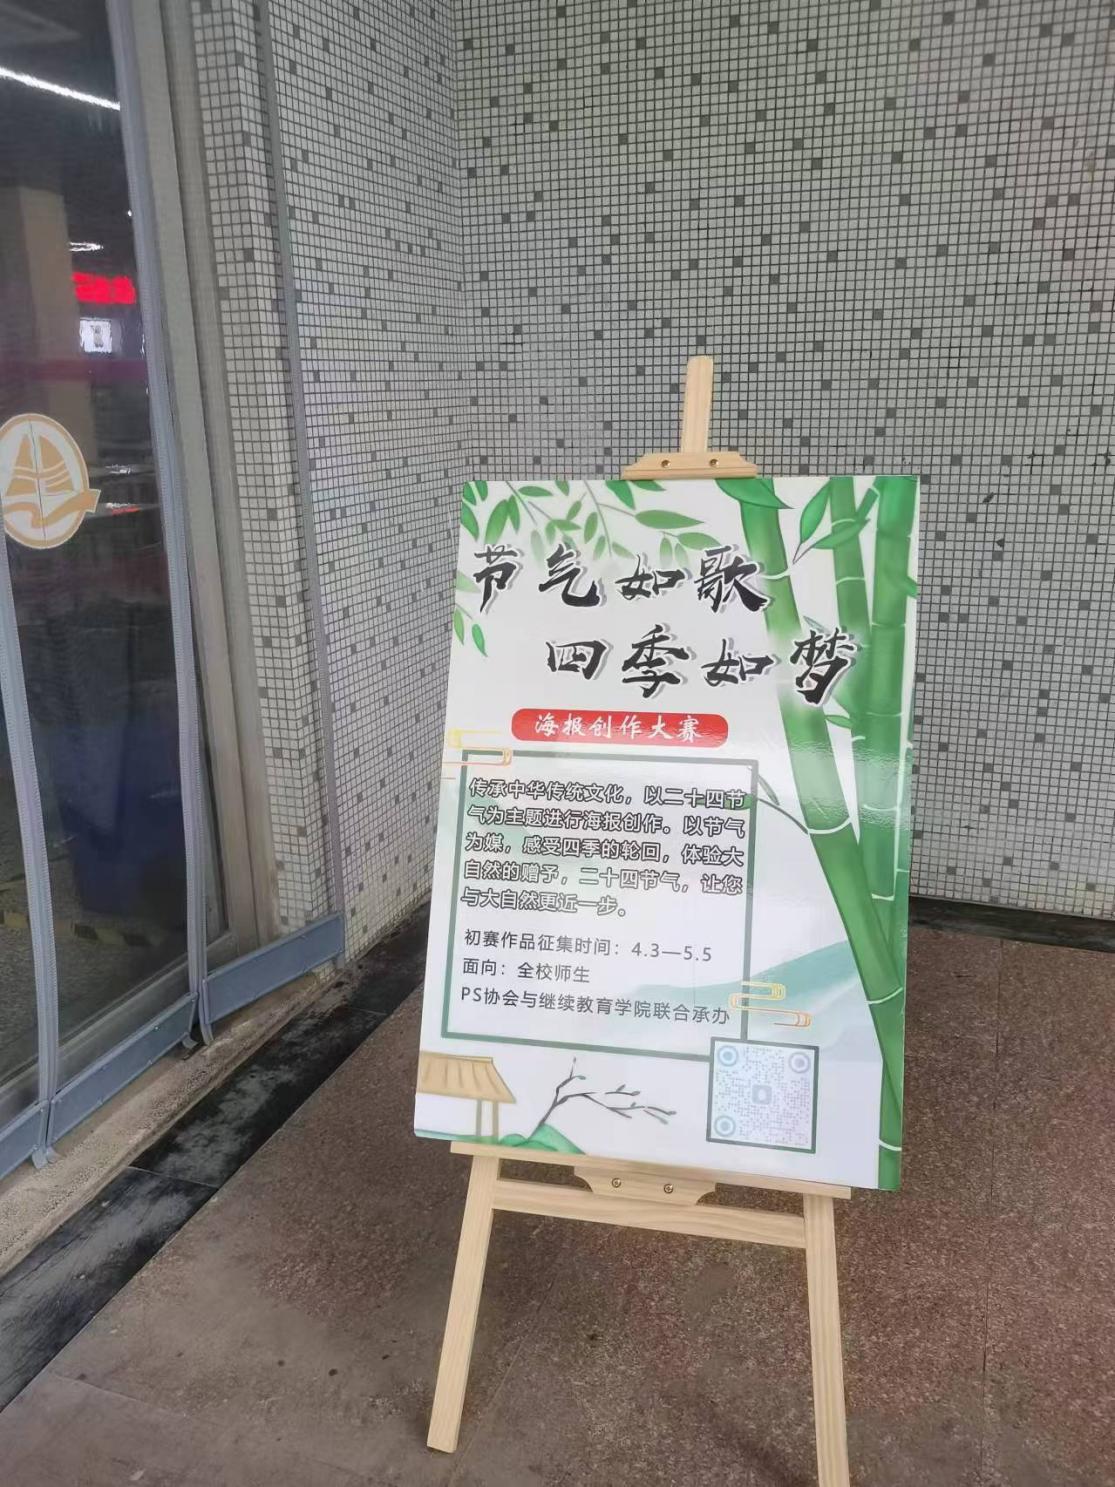 节气如歌
四季如梦
海报创作大赛
传承中华传统文化，以二十四节
气为主题进行海报创作。以节气
为媒，感受四季的轮回，体验大
自然的赠予，二十四节气，让您
与大自然更近一步。
初赛作品征集时间：4.3—5.5
面向：全校师生
PS协会与继续教育学院联合承办